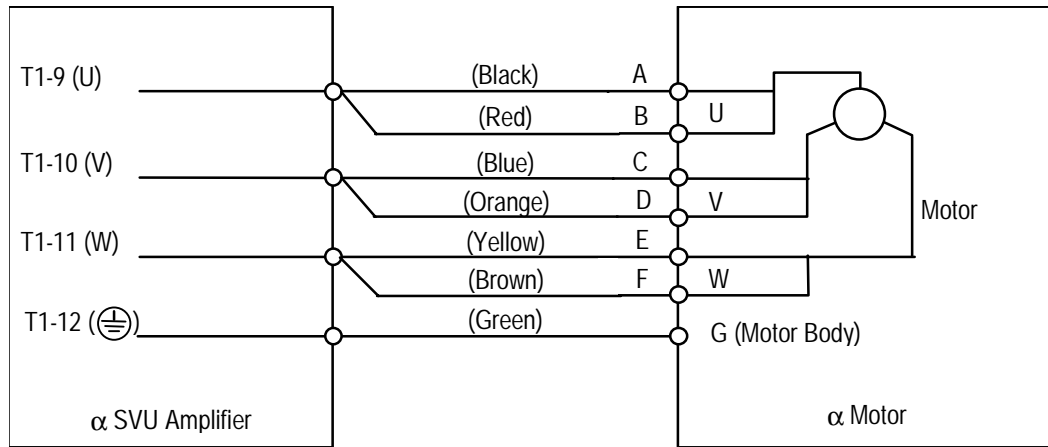 T1-9 (U)
(Black)
A
(Red)
B
U
T1-10 (V)
(Blue)
C
(Orange)
D
V
Motor
T1-11 (W)
(Yellow)
E
(Brown)
F
W
T1-12 (⏚)
(Green)
G (Motor Body)
α SVU Amplifier
α Motor